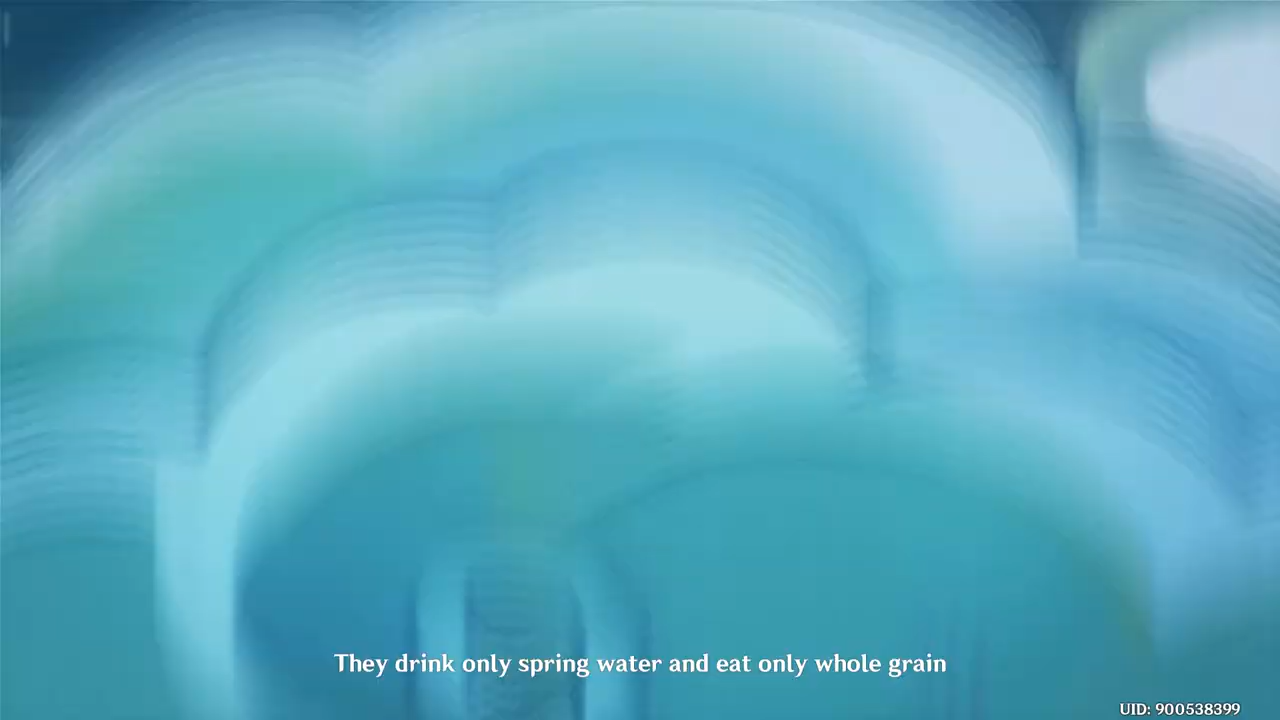 They drink only spring water and eat only whole grain
UID: 900538399